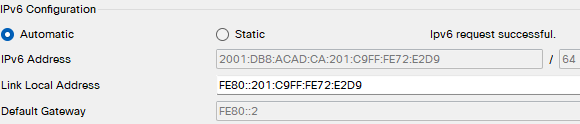 IPv6 Configuration
Automatic Static Ipv6 request successful.
IPv6 Address 2001:DB8:ACAD:CA:201:C9FF:FE72:E2D9 / 64
Link Local Address FE80::201:C9FF:FE72:E2D9
Default Gateway FE80::2